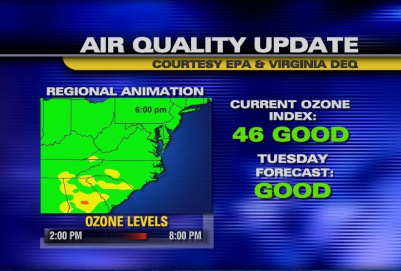 AIR QUALITY UPDATE
COURTESY EPA & VIRGINIA DEQ
REGIONAL ANIMATION
6:00 pm
OZONE LEVELS
2:00 PM 8:00 PM
CURRENT OZONE
INDEX:
46 GOOD
TUESDAY
FORECAST:
GOOD